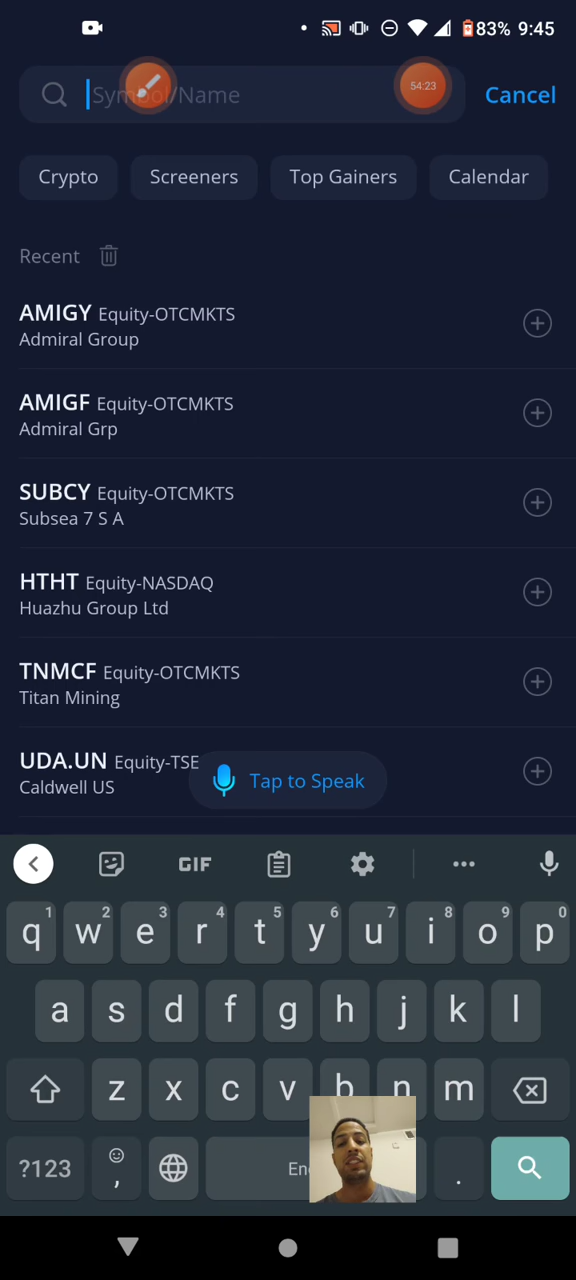 83% 9:45
Symbol/Name
54:23
Cancel
Crypto Screeners Top Gainers Calendar
Recent
AMIGY Equity-OTCMKTS
Admiral Group
AMIGF Equity-OTCMKTS
Admiral Grp
SUBCY Equity-OTCMKTS
Subsea 7 S A
HTHT Equity-NASDAQ
Huazhu Group Ltd
TNMCF Equity-OTCMKTS
Titan Mining
UDA.UN Equity-TSE
Caldwell US
Tap to Speak
GIF
1 2 3 4 5 6 7 8 9 0
q w e r t y u i o p
a s d f g h j k l
z x c v b n m
?123 , .